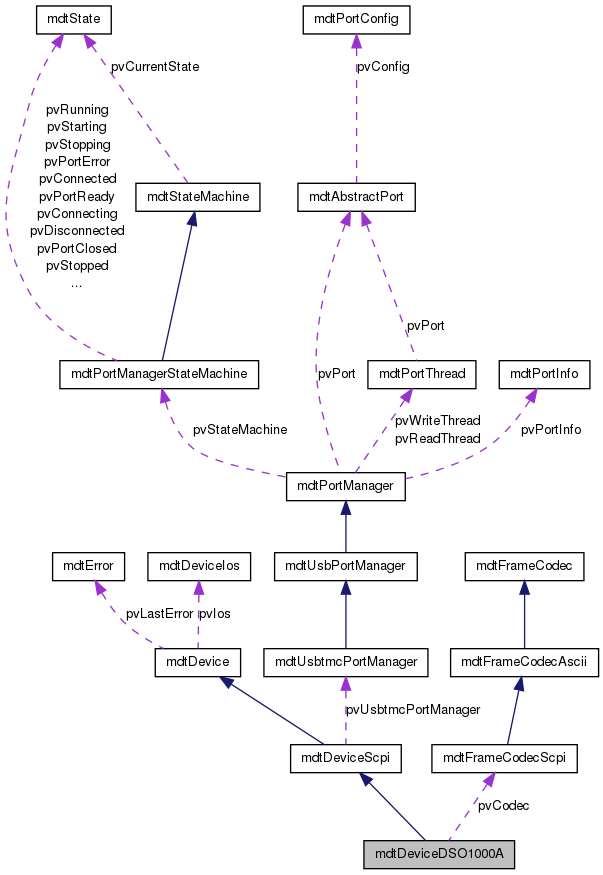 mdtState
mdtPortConfig
pvCurrentState
pvConfig
pvRunning
pvStarting
pvStopping
pvPortError
pvConnected
pvPortReady
pvConnecting
pvDisconnected
pvPortClosed
pvStopped
...
mdtStateMachine
mdtAbstractPort
pvPort
mdtPortManagerStateMachine
pvPort
mdtPortThread
mdtPortInfo
pvStateMachine
pvWriteThread
pvReadThread
pvPortInfo
mdtPortManager
mdtError
mdtDeviceIos
mdtUsbPortManager
mdtFrameCodec
pvLastError
pvIos
mdtDevice
mdtUsbtmcPortManager
mdtFrameCodecAscii
pvUsbtmcPortManager
mdtDeviceScpi
mdtFrameCodecScpi
pvCodec
mdtDeviceDSO1000A